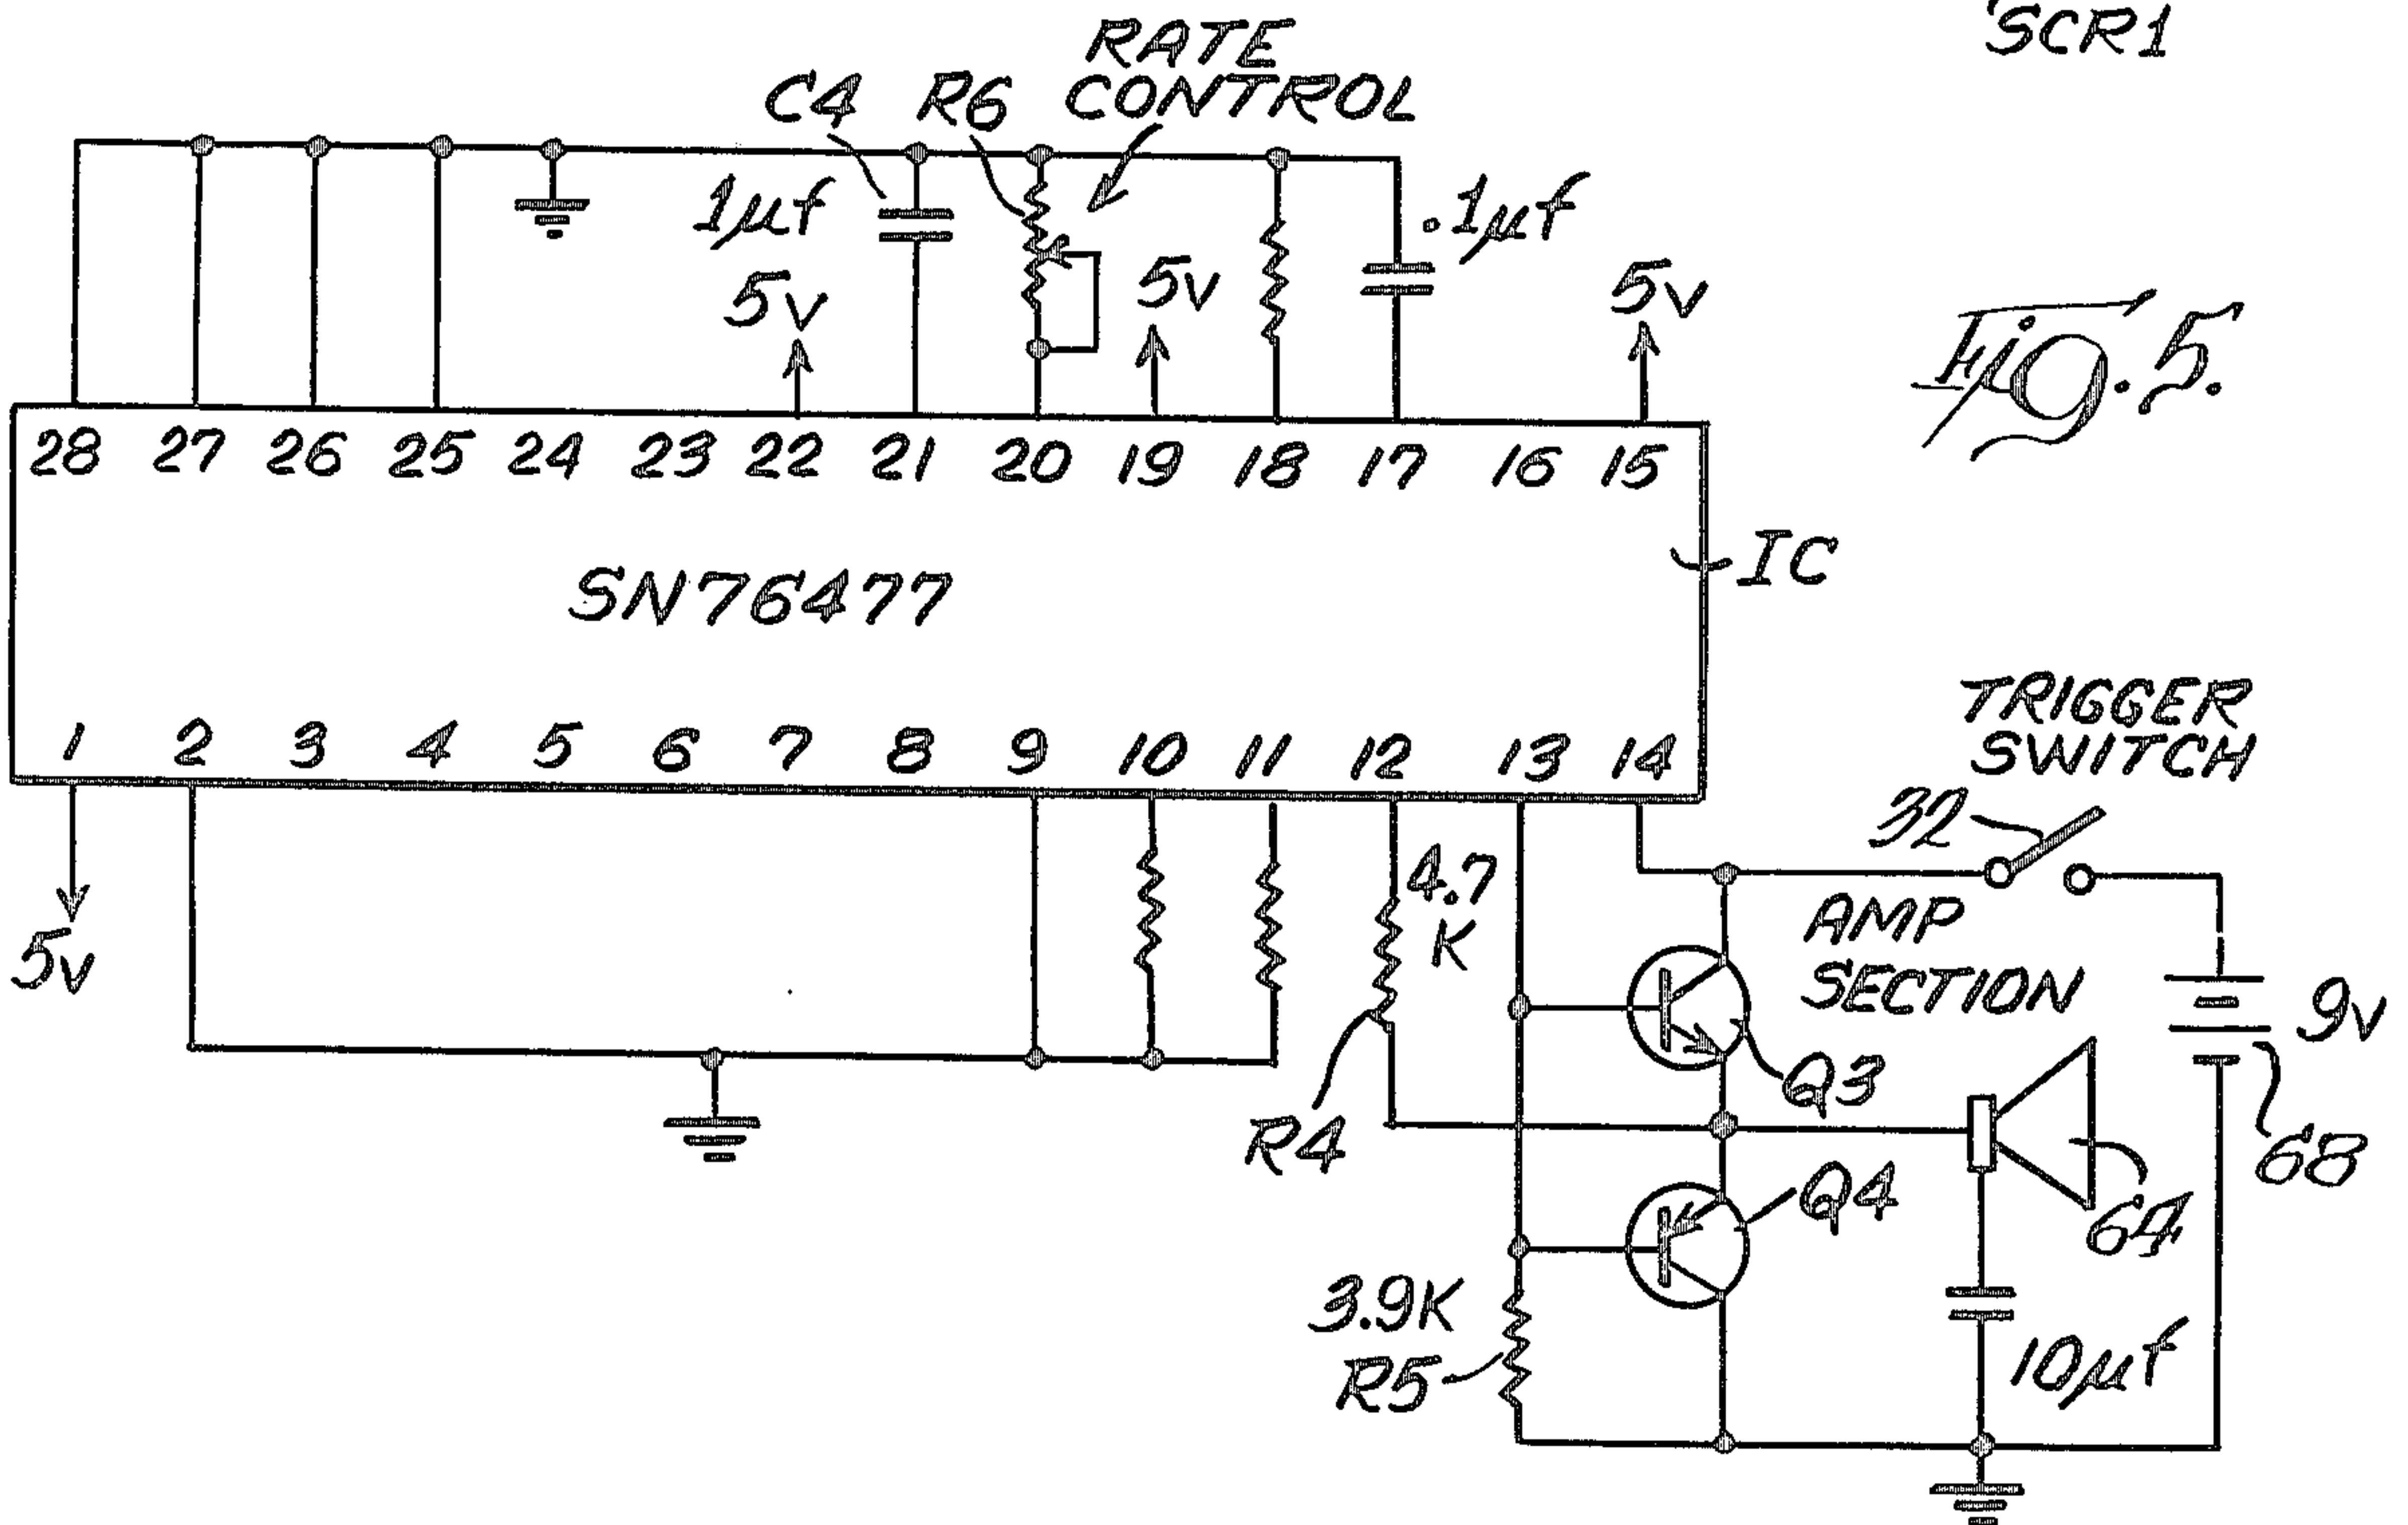 SCR1
RATE
CONTROL
C4
R6
1µf
.1µf
5v
5v
5v
Fig. 5.
28 27 26 25 24 23 22 21 20 19 18 17 16 15
SN76477
IC
1 2 3 4 5 6 7 8 9 10 11 12 13 14
TRIGGER
SWITCH
32
5v
4.7
K
AMP
SECTION
9v
Q3
R4
68
Q4
64
3.9K
R5
10µf